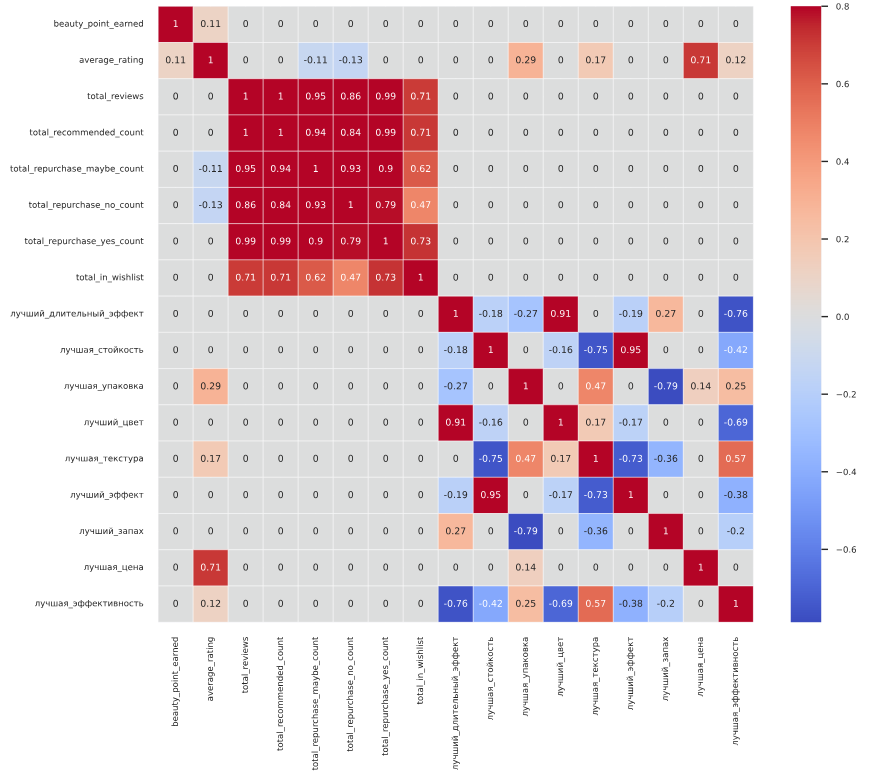 beauty_point_earned 1 0.11 0 0 0 0 0 0 0 0 0 0 0 0 0 0 0
average_rating 0.11 1 0 0 -0.11 -0.13 0 0 0 0 0.29 0 0.17 0 0 0.71 0.12
total_reviews 0 0 1 1 0.95 0.86 0.99 0.71 0 0 0 0 0 0 0 0 0
total_recommended_count 0 0 1 1 0.94 0.84 0.99 0.71 0 0 0 0 0 0 0 0 0
total_repurchase_maybe_count 0 -0.11 0.95 0.94 1 0.93 0.9 0.62 0 0 0 0 0 0 0 0 0
total_repurchase_no_count 0 -0.13 0.86 0.84 0.93 1 0.79 0.47 0 0 0 0 0 0 0 0 0
total_repurchase_yes_count 0 0 0.99 0.99 0.9 0.79 1 0.73 0 0 0 0 0 0 0 0 0
total_in_wishlist 0 0 0.71 0.71 0.62 0.47 0.73 1 0 0 0 0 0 0 0 0 0
лучший_длительный_эффект 0 0 0 0 0 0 0 0 1 -0.18 -0.27 0.91 0 -0.19 0.27 0 -0.76
лучшая_стойкость 0 0 0 0 0 0 0 0 -0.18 1 0 -0.16 -0.75 0.95 0 0 -0.42
лучшая_упаковка 0 0.29 0 0 0 0 0 0 -0.27 0 1 0 0.47 0 -0.79 0.14 0.25
лучший_цвет 0 0 0 0 0 0 0 0 0.91 -0.16 0 1 0.17 -0.17 0 0 -0.69
лучшая_текстура 0 0.17 0 0 0 0 0 0 0 -0.75 0.47 0.17 1 -0.73 -0.36 0 0.57
лучший_эффект 0 0 0 0 0 0 0 0 -0.19 0.95 0 -0.17 -0.73 1 0 0 -0.38
лучший_запах 0 0 0 0 0 0 0 0 0.27 0 -0.79 0 -0.36 0 1 0 -0.2
лучшая_цена 0 0.71 0 0 0 0 0 0 0 0 0.14 0 0 0 0 1 0
лучшая_эффективность 0 0.12 0 0 0 0 0 0 -0.76 -0.42 0.25 -0.69 0.57 -0.38 -0.2 0 1
beauty_point_earned
average_rating
total_reviews
total_recommended_count
total_repurchase_maybe_count
total_repurchase_no_count
total_repurchase_yes_count
total_in_wishlist
лучший_длительный_эффект
лучшая_стойкость
лучшая_упаковка
лучший_цвет
лучшая_текстура
лучший_эффект
лучший_запах
лучшая_цена
лучшая_эффективность
0.8
0.6
0.4
0.2
0.0
−0.2
−0.4
−0.6